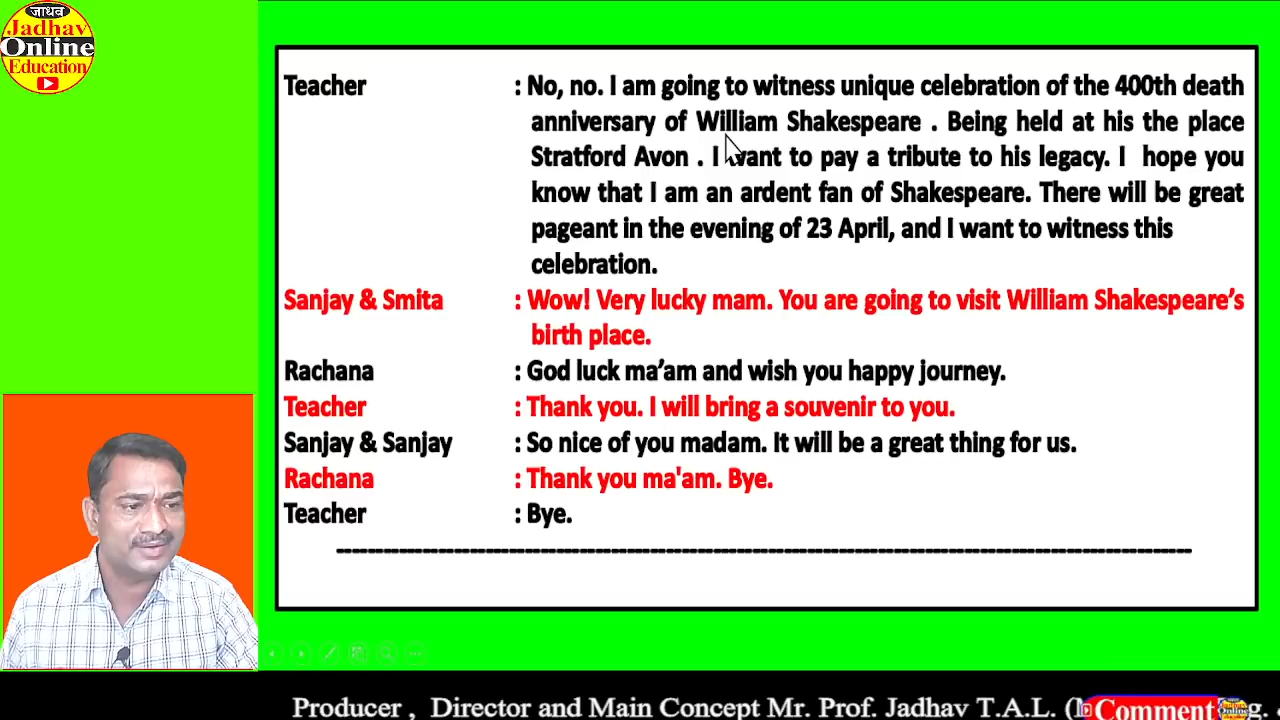 जाधव
Jadhav
Online
Education
Teacher : No, no. I am going to witness unique celebration of the 400th death
anniversary of William Shakespeare . Being held at his the place
Stratford Avon . I want to pay a tribute to his legacy. I hope you
know that I am an ardent fan of Shakespeare. There will be great
pageant in the evening of 23 April, and I want to witness this
celebration.
Sanjay & Smita : Wow! Very lucky mam. You are going to visit William Shakespeare’s
birth place.
Rachana : God luck ma’am and wish you happy journey.
Teacher : Thank you. I will bring a souvenir to you.
Sanjay & Sanjay : So nice of you madam. It will be a great thing for us.
Rachana : Thank you ma'am. Bye.
Teacher : Bye.
Producer , Director and Main Concept Mr. Prof. Jadhav T.A.L.
Comment